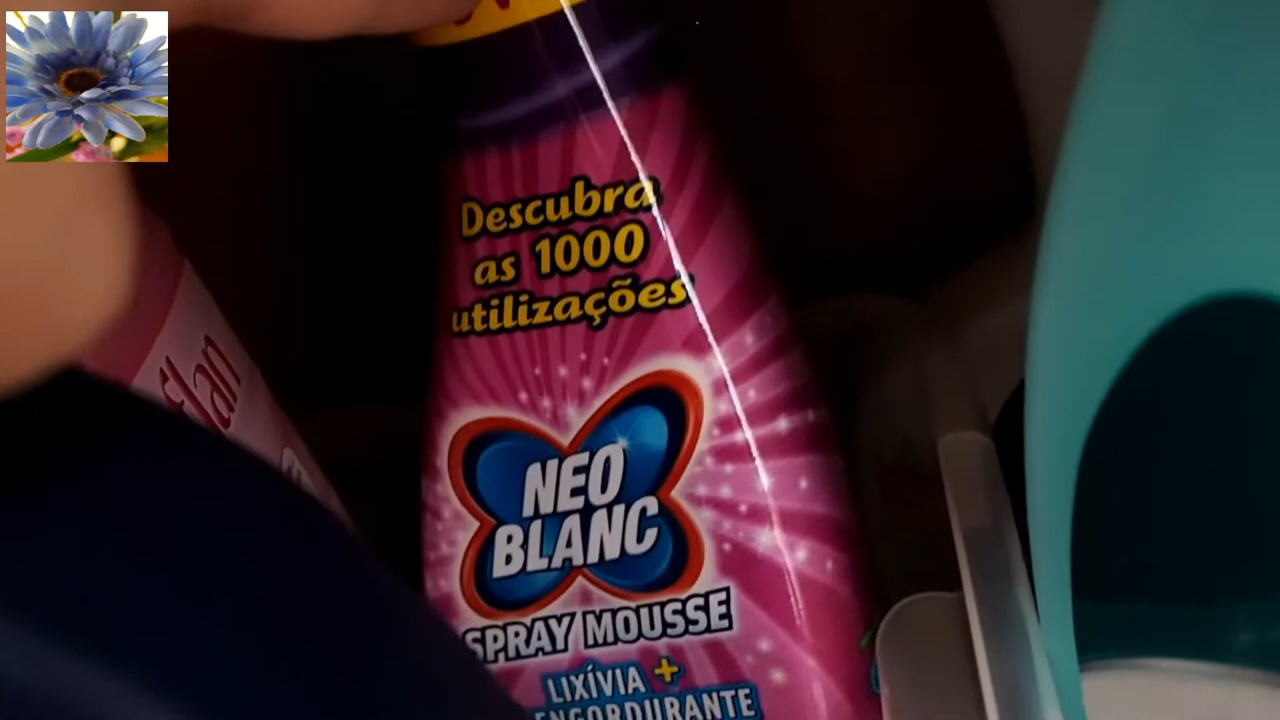 Descubra
as 1000
utilizações
NEO
BLANC
SPRAY MOUSSE
LIXÍVIA +